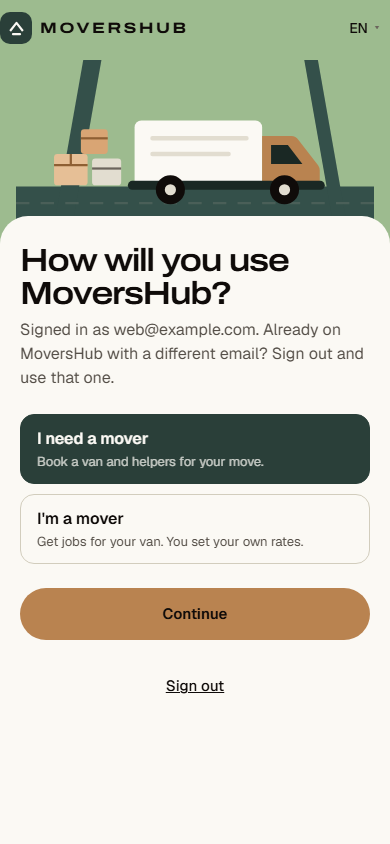 MOVERSHUB
EN
How will you use
MoversHub?
Signed in as web@example.com. Already on
MoversHub with a different email? Sign out and
use that one.
I need a mover
Book a van and helpers for your move.
I'm a mover
Get jobs for your van. You set your own rates.
Continue
Sign out